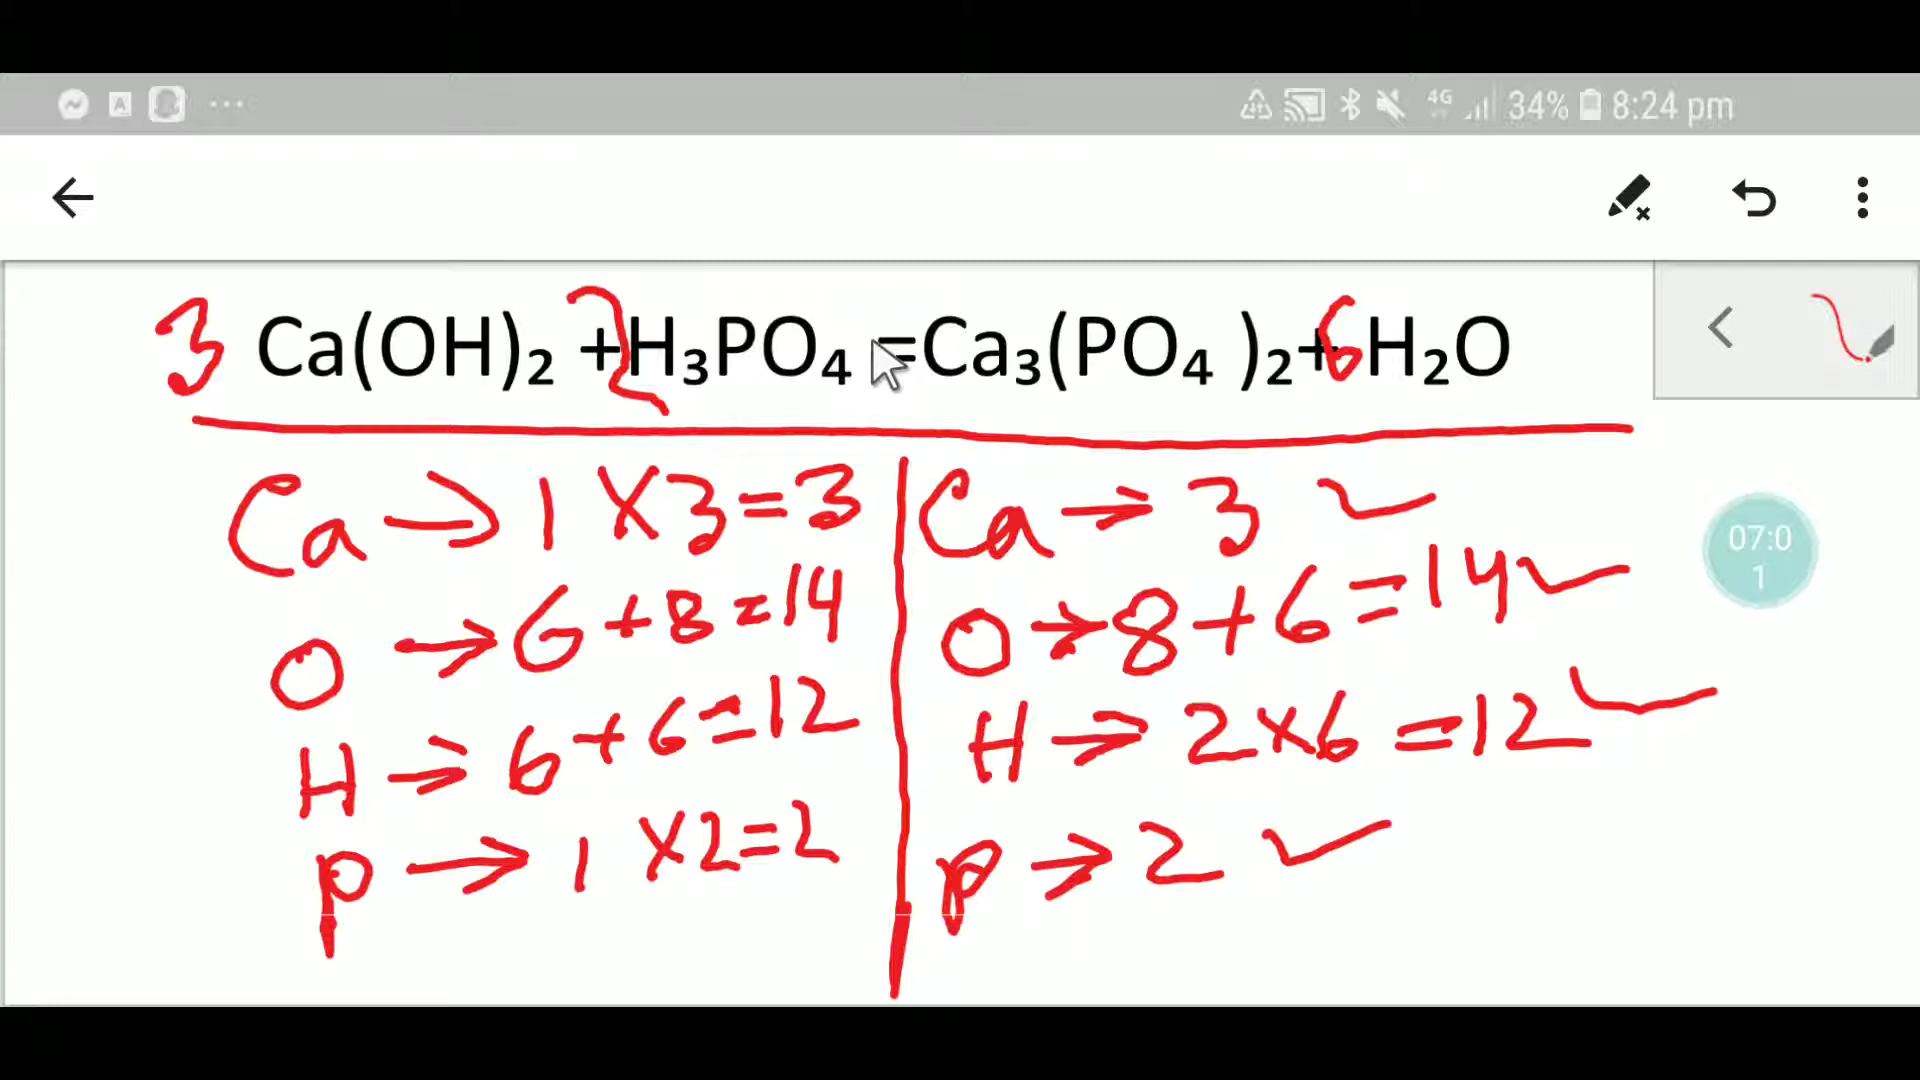 A ... 4G 34% 8:24 pm
3 Ca(OH)₂ + 2 H₃PO₄ = Ca₃(PO₄ )₂ + 6 H₂O
Ca → 1 X 3 = 3 Ca → 3 ✓
07:0
1
O → 6 + 8 = 14 O → 8 + 6 = 14 ✓
H → 6 + 6 = 12 H → 2 × 6 = 12 ✓
P → 1 × 2 = 2 P → 2 ✓